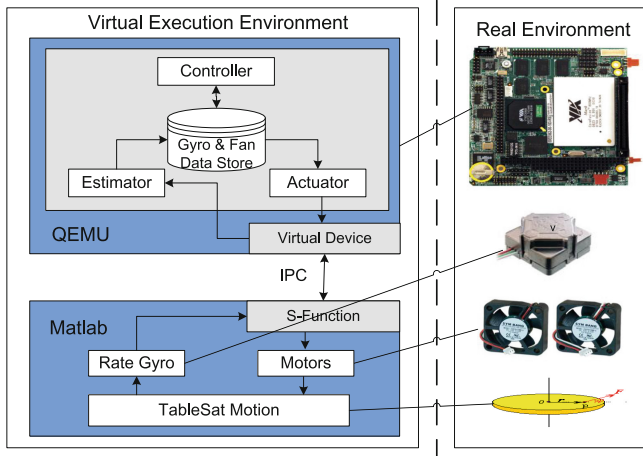 Virtual Execution Environment
Controller
Gyro & Fan
Data Store
Estimator
Actuator
QEMU
Virtual Device
IPC
Matlab
S-Function
Rate Gyro
Motors
TableSat Motion
Real Environment
VIA
V
o
r
P
F